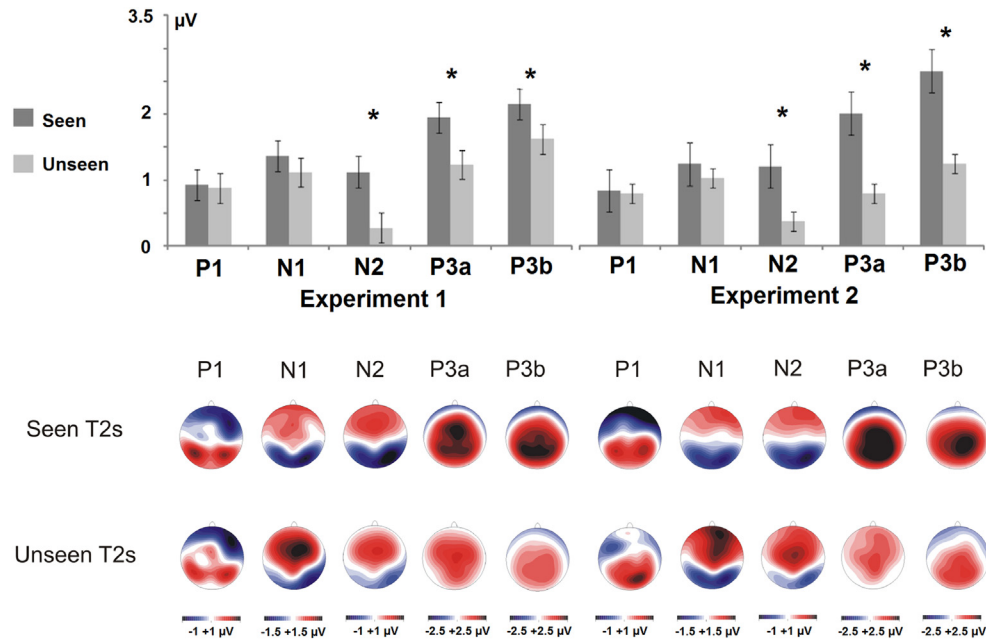 3.5 μV
*
*
*
*
*
*
Seen
2
Unseen
1
0
P1 N1 N2 P3a P3b P1 N1 N2 P3a P3b
Experiment 1 Experiment 2
P1 N1 N2 P3a P3b P1 N1 N2 P3a P3b
Seen T2s
Unseen T2s
-1 +1 μV -1.5 +1.5 μV -1 +1 μV -2.5 +2.5 μV -2.5 +2.5 μV -1 +1 μV -1.5 +1.5 μV -1 +1 μV -2.5 +2.5 μV -2.5 +2.5 μV